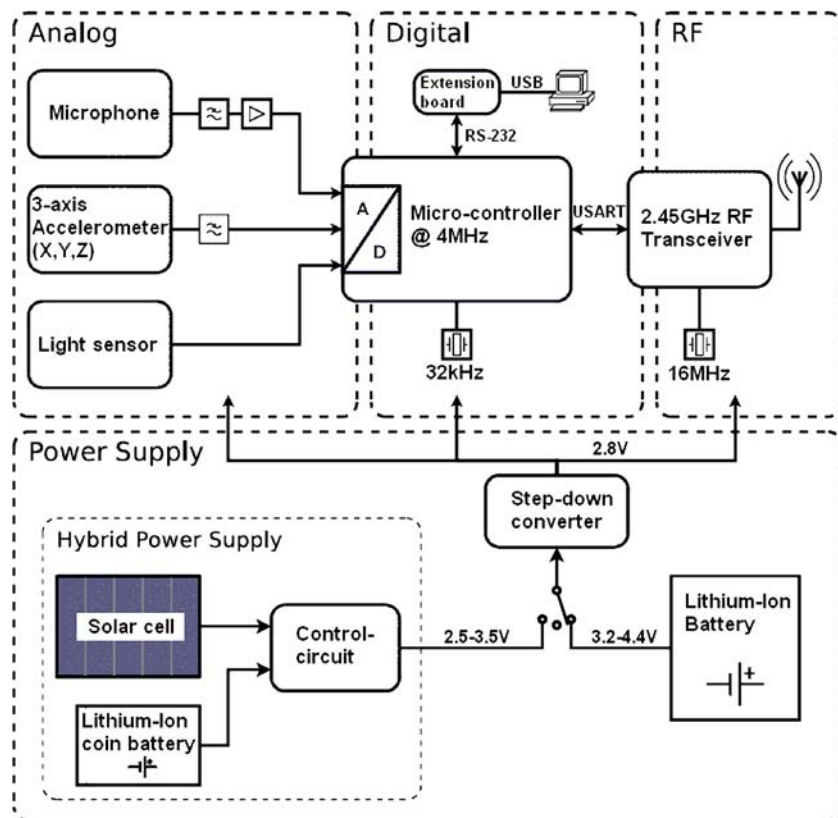 Analog
Digital
RF
Microphone
Extension
board
USB
RS-232
3-axis
Accelerometer
(X,Y,Z)
A
D
Micro-controller
@ 4MHz
USART
2.45GHz RF
Transceiver
Light sensor
32kHz
16MHz
Power Supply
2.8V
Step-down
converter
Hybrid Power Supply
Solar cell
Control-
circuit
2.5-3.5V
3.2-4.4V
Lithium-Ion
Battery
Lithium-Ion
coin battery